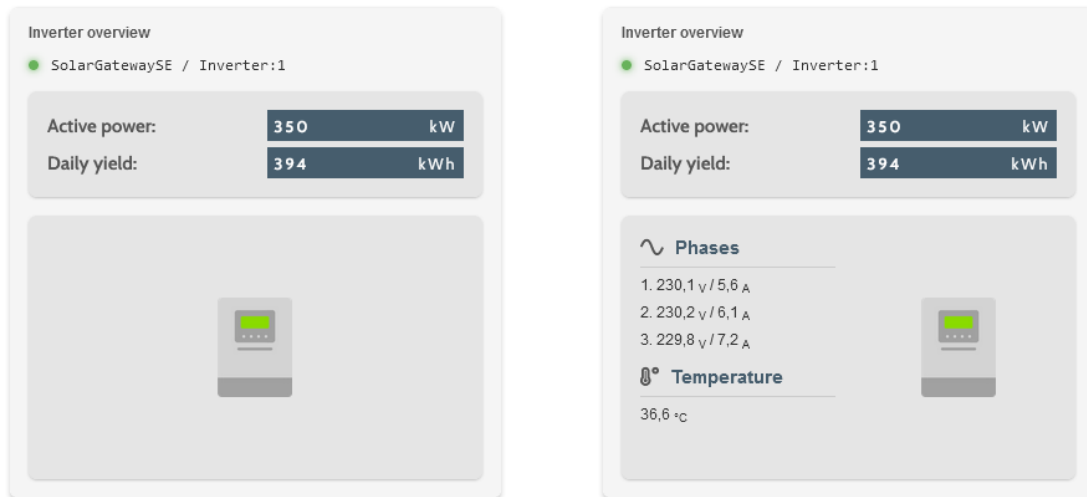 Inverter overview
SolarGatewaySE / Inverter:1
Active power: 350 kW
Daily yield: 394 kWh
Inverter overview
SolarGatewaySE / Inverter:1
Active power: 350 kW
Daily yield: 394 kWh
Phases
1. 230,1 V / 5,6 A
2. 230,2 V / 6,1 A
3. 229,8 V / 7,2 A
Temperature
36,6 °C